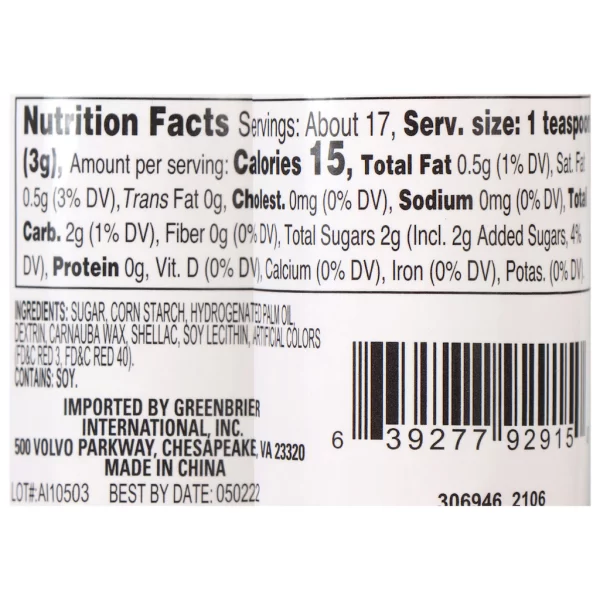 Nutrition Facts Servings: About 17, Serv. size: 1 teaspoon
(3g), Amount per serving: Calories 15, Total Fat 0.5g (1% DV), Sat. Fat
0.5g (3% DV), Trans Fat 0g, Cholest. 0mg (0% DV), Sodium 0mg (0% DV), Total
Carb. 2g (1% DV), Fiber 0g (0% DV), Total Sugars 2g (Incl. 2g Added Sugars, 4%
DV), Protein 0g, Vit. D (0% DV), Calcium (0% DV), Iron (0% DV), Potas. (0% DV).
INGREDIENTS: SUGAR, CORN STARCH, HYDROGENATED PALM OIL,
DEXTRIN, CARNAUBA WAX, SHELLAC, SOY LECITHIN, ARTIFICIAL COLORS
(FD&C RED 3, FD&C RED 40).
CONTAINS: SOY.
IMPORTED BY GREENBRIER
INTERNATIONAL, INC.
500 VOLVO PARKWAY, CHESAPEAKE, VA 23320
MADE IN CHINA
LOT#:AI10503 BEST BY DATE: 050222
6 39277 92915
306946 2106